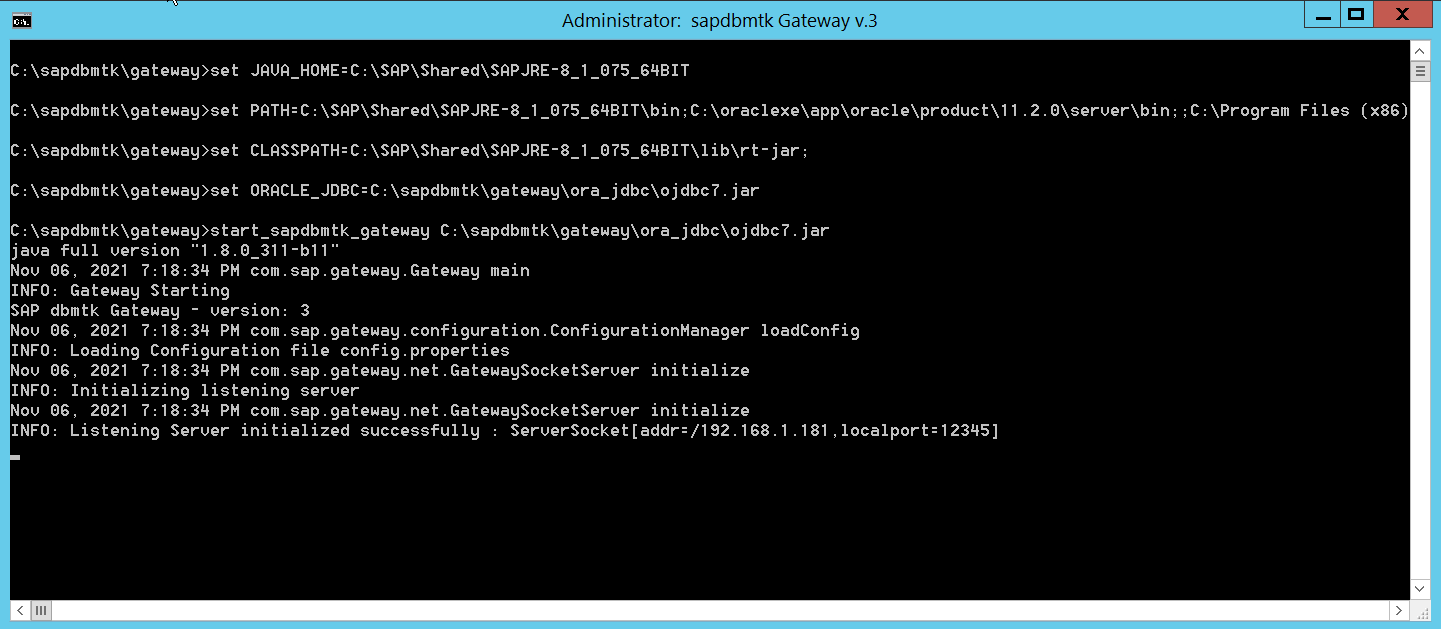 Administrator: sapdbmtk Gateway v.3
C:\sapdbmtk\gateway>set JAVA_HOME=C:\SAP\Shared\SAPJRE-8_1_075_64BIT
C:\sapdbmtk\gateway>set PATH=C:\SAP\Shared\SAPJRE-8_1_075_64BIT\bin;C:\oraclexe\app\oracle\product\11.2.0\server\bin;;C:\Program Files (x86)
C:\sapdbmtk\gateway>set CLASSPATH=C:\SAP\Shared\SAPJRE-8_1_075_64BIT\lib\rt-jar;
C:\sapdbmtk\gateway>set ORACLE_JDBC=C:\sapdbmtk\gateway\ora_jdbc\ojdbc7.jar
C:\sapdbmtk\gateway>start_sapdbmtk_gateway C:\sapdbmtk\gateway\ora_jdbc\ojdbc7.jar
java full version "1.8.0_311-b11"
Nov 06, 2021 7:18:34 PM com.sap.gateway.Gateway main
INFO: Gateway Starting
SAP dbmtk Gateway - version: 3
Nov 06, 2021 7:18:34 PM com.sap.gateway.configuration.ConfigurationManager loadConfig
INFO: Loading Configuration file config.properties
Nov 06, 2021 7:18:34 PM com.sap.gateway.net.GatewaySocketServer initialize
INFO: Initializing listening server
Nov 06, 2021 7:18:34 PM com.sap.gateway.net.GatewaySocketServer initialize
INFO: Listening Server initialized successfully : ServerSocket[addr=/192.168.1.181,localport=12345]